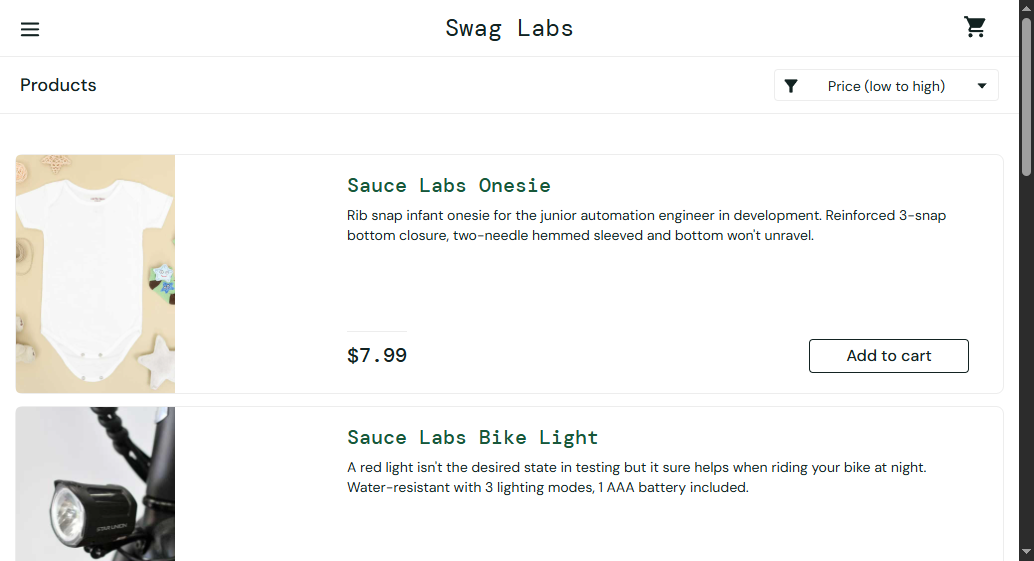 Swag Labs
Products
Price (low to high)
Sauce Labs Onesie
Rib snap infant onesie for the junior automation engineer in development. Reinforced 3-snap
bottom closure, two-needle hemmed sleeved and bottom won't unravel.
$7.99
Add to cart
Sauce Labs Bike Light
A red light isn't the desired state in testing but it sure helps when riding your bike at night.
Water-resistant with 3 lighting modes, 1 AAA battery included.